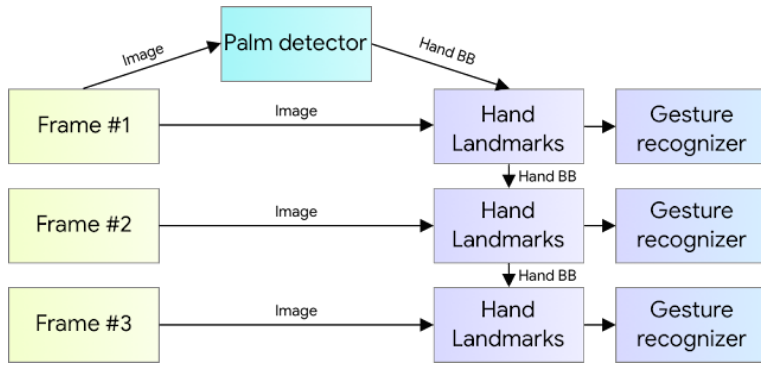 Palm detector
Image
Hand BB
Frame #1
Image
Hand
Landmarks
Gesture
recognizer
Hand BB
Frame #2
Image
Hand
Landmarks
Gesture
recognizer
Hand BB
Frame #3
Image
Hand
Landmarks
Gesture
recognizer